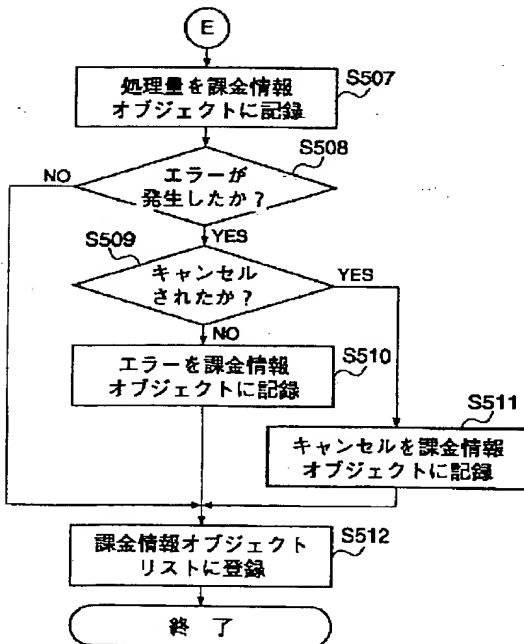 E
処理量を課金情報
オブジェクトに記録
S507
エラーが
発生したか?
S508
NO
YES
S509
キャンセル
されたか?
YES
NO
エラーを課金情報
オブジェクトに記録
S510
S511
キャンセルを課金情報
オブジェクトに記録
課金情報オブジェクト
リストに登録
S512
終 了